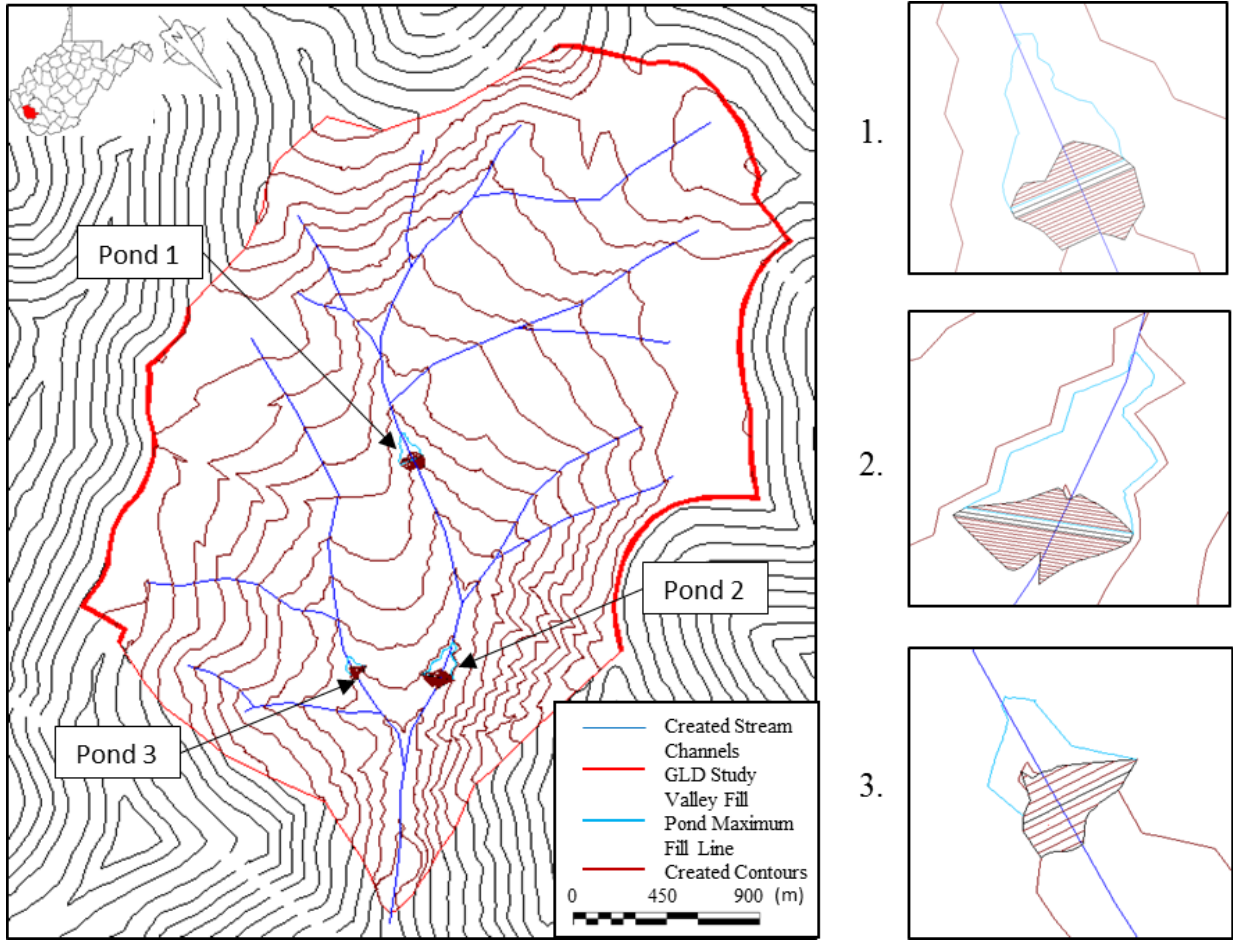 N
Pond 1
Pond 2
Pond 3
Created Stream
Channels
GLD Study
Valley Fill
Pond Maximum
Fill Line
Created Contours
0 450 900 (m)
1.
2.
3.